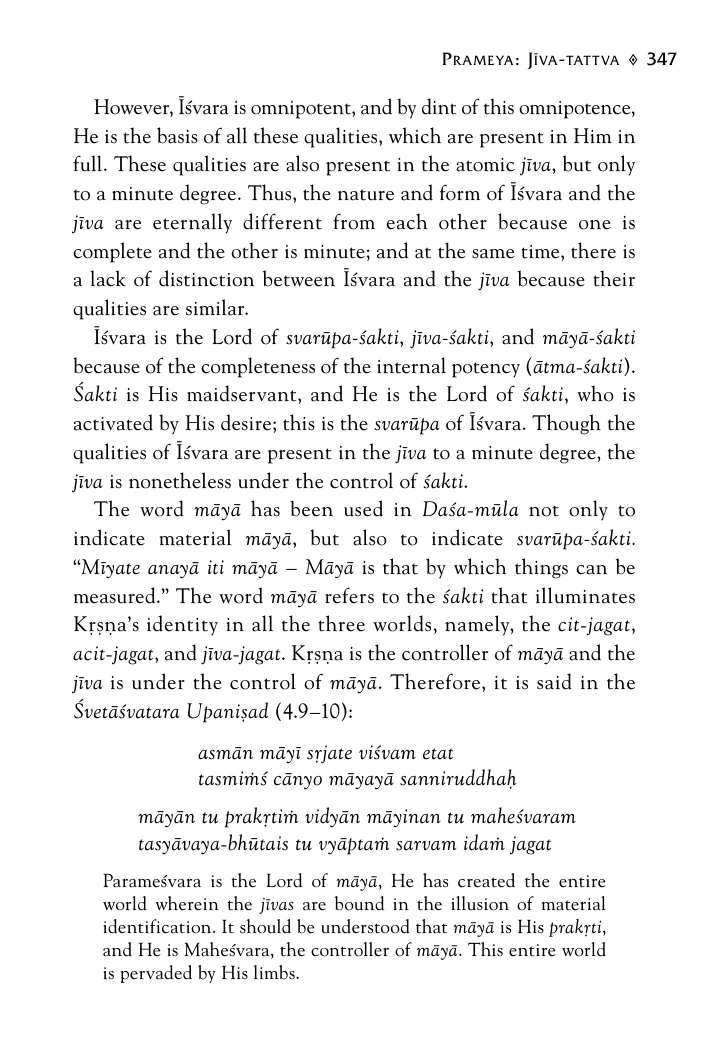 PRAMEYA: JĪVA-TATTVA ◊ 347
However, Īśvara is omnipotent, and by dint of this omnipotence,
He is the basis of all these qualities, which are present in Him in
full. These qualities are also present in the atomic jīva, but only
to a minute degree. Thus, the nature and form of Īśvara and the
jīva are eternally different from each other because one is
complete and the other is minute; and at the same time, there is
a lack of distinction between Īśvara and the jīva because their
qualities are similar.
Īśvara is the Lord of svarūpa-śakti, jīva-śakti, and māyā-śakti
because of the completeness of the internal potency (ātma-śakti).
Śakti is His maidservant, and He is the Lord of śakti, who is
activated by His desire; this is the svarūpa of Īśvara. Though the
qualities of Īśvara are present in the jīva to a minute degree, the
jīva is nonetheless under the control of śakti.
The word māyā has been used in Daśa-mūla not only to
indicate material māyā, but also to indicate svarūpa-śakti.
“Mīyate anayā iti māyā – Māyā is that by which things can be
measured.” The word māyā refers to the śakti that illuminates
Kṛṣṇa’s identity in all the three worlds, namely, the cit-jagat,
acit-jagat, and jīva-jagat. Kṛṣṇa is the controller of māyā and the
jīva is under the control of māyā. Therefore, it is said in the
Śvetāśvatara Upaniṣad (4.9–10):
asmān māyī sṛjate viśvam etat
tasmiṁś cānyo māyayā sanniruddhaḥ
māyān tu prakṛtiṁ vidyān māyinan tu maheśvaram
tasyāvaya-bhūtais tu vyāptaṁ sarvam idaṁ jagat
Parameśvara is the Lord of māyā, He has created the entire
world wherein the jīvas are bound in the illusion of material
identification. It should be understood that māyā is His prakṛti,
and He is Maheśvara, the controller of māyā. This entire world
is pervaded by His limbs.